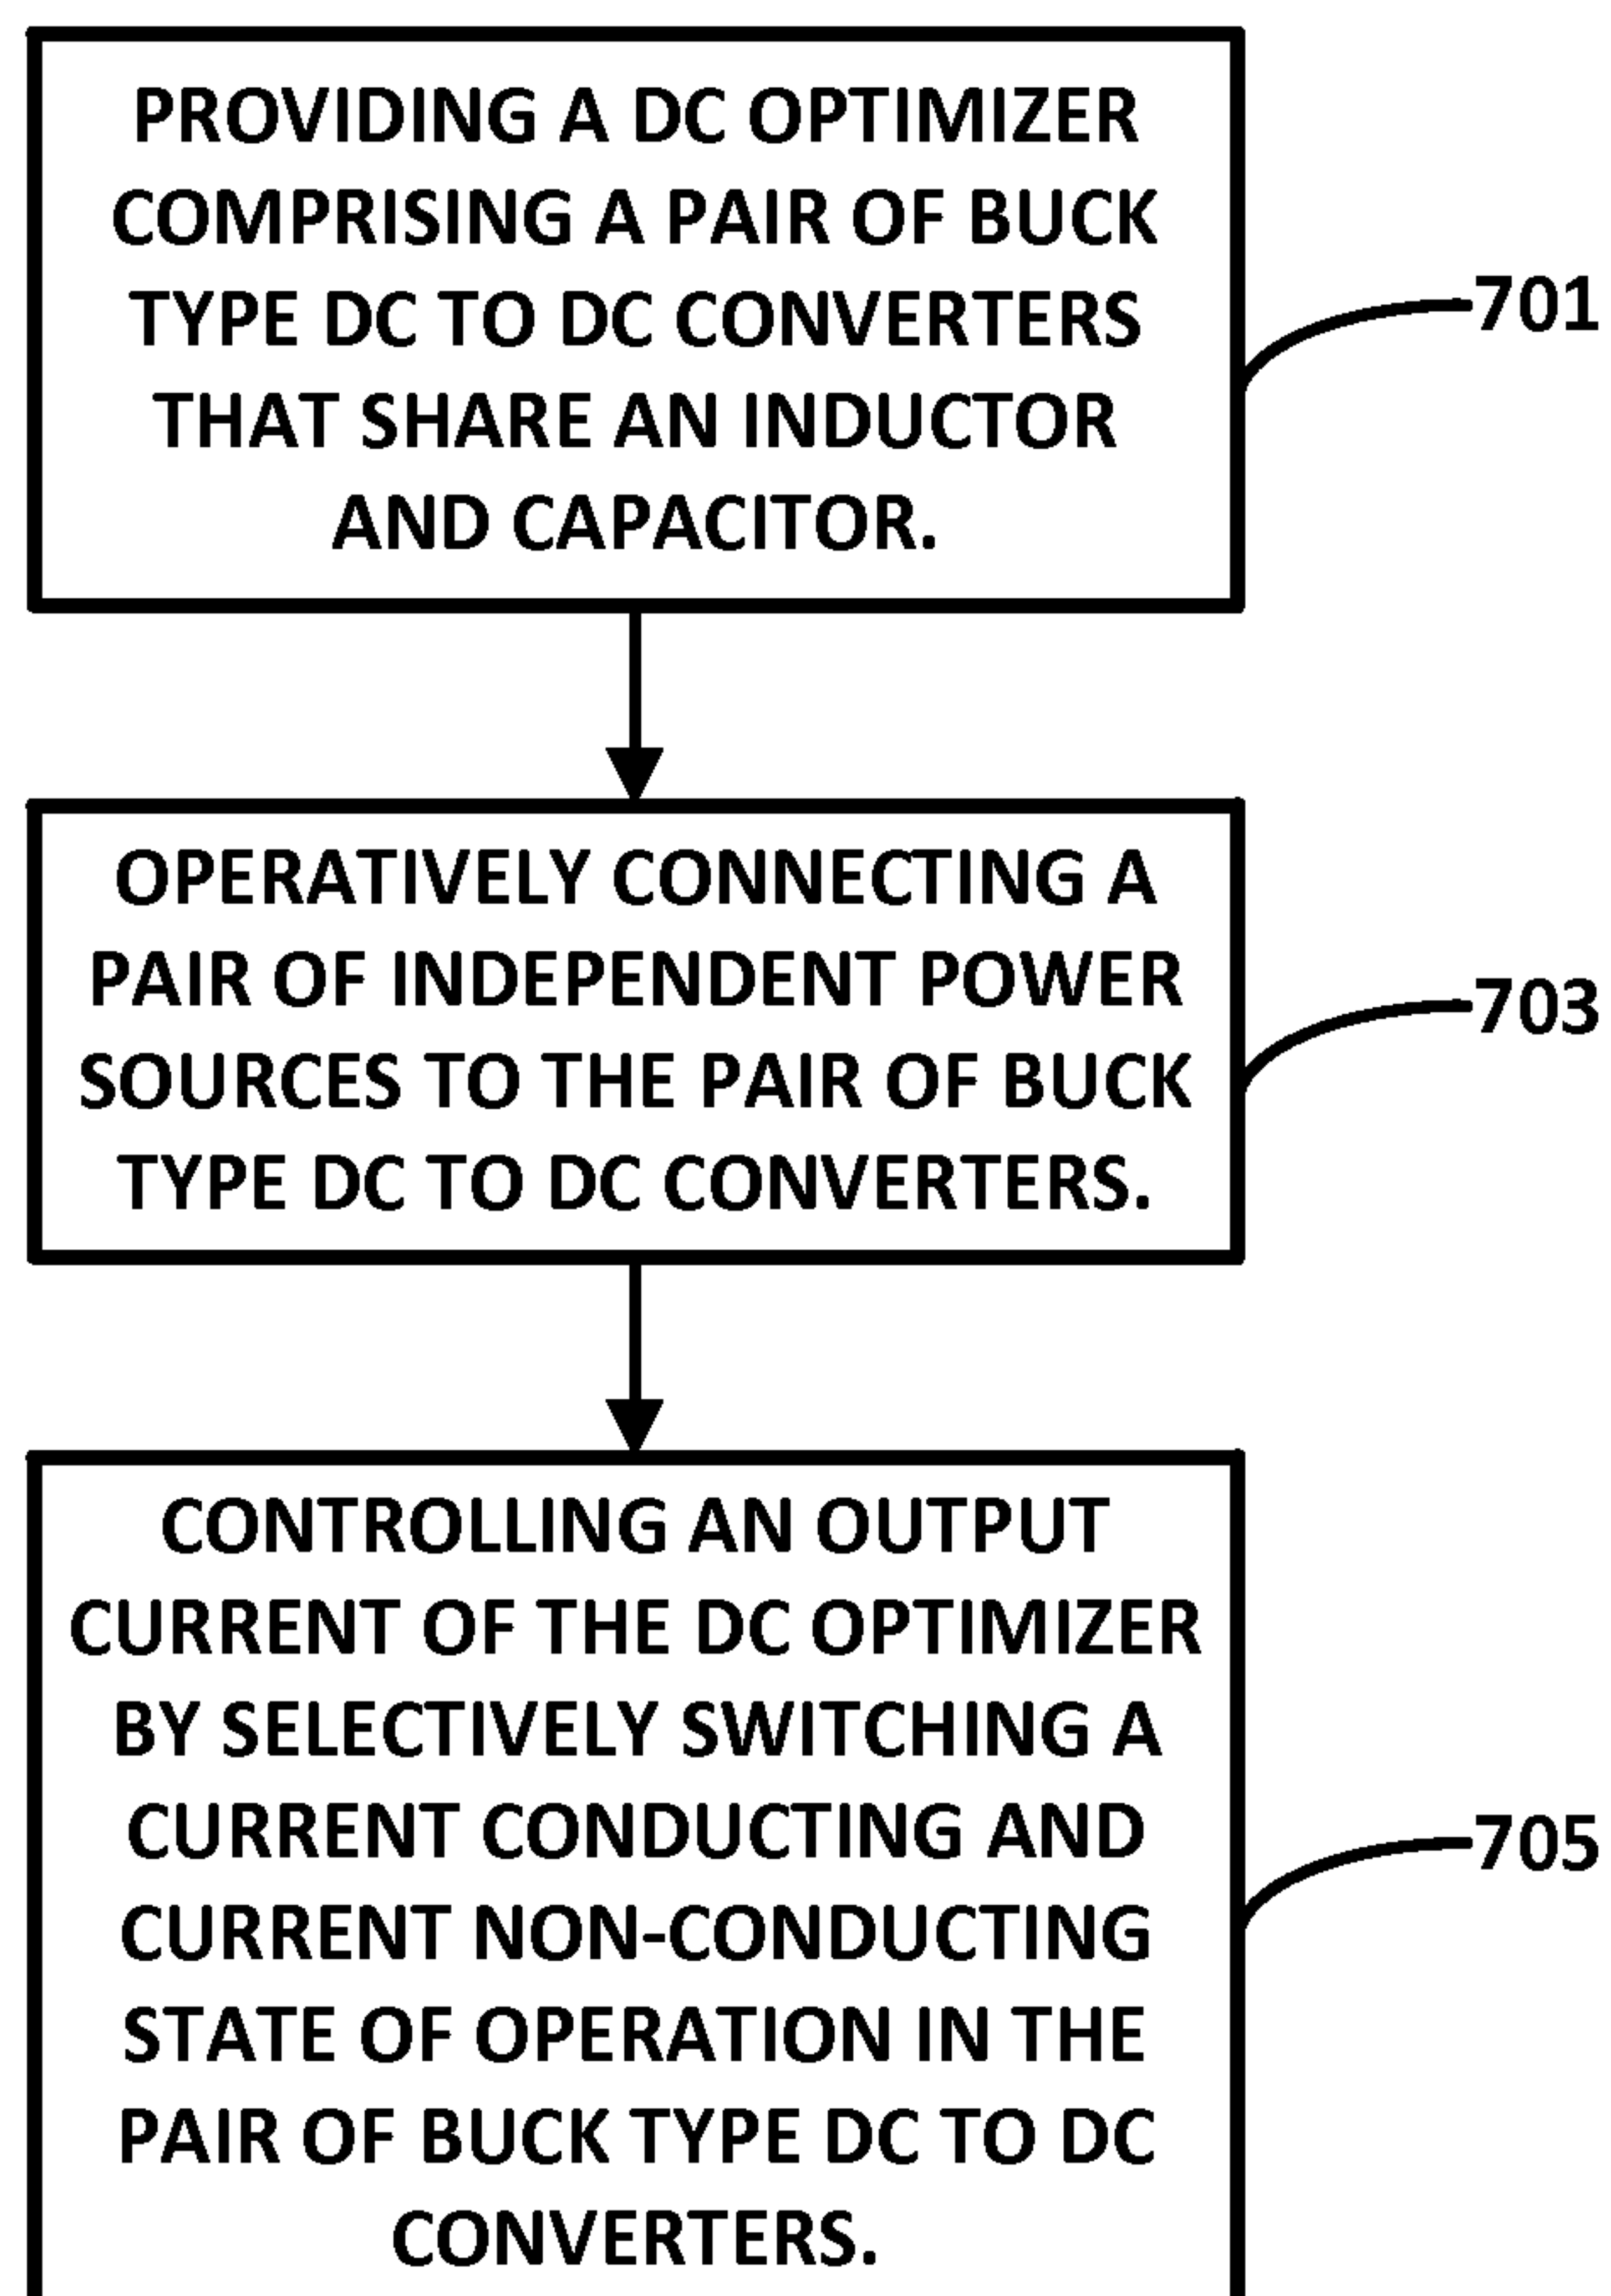 PROVIDING A DC OPTIMIZER
COMPRISING A PAIR OF BUCK
TYPE DC TO DC CONVERTERS
THAT SHARE AN INDUCTOR
AND CAPACITOR.
701
OPERATIVELY CONNECTING A
PAIR OF INDEPENDENT POWER
SOURCES TO THE PAIR OF BUCK
TYPE DC TO DC CONVERTERS.
703
CONTROLLING AN OUTPUT
CURRENT OF THE DC OPTIMIZER
BY SELECTIVELY SWITCHING A
CURRENT CONDUCTING AND
CURRENT NON-CONDUCTING
STATE OF OPERATION IN THE
PAIR OF BUCK TYPE DC TO DC
CONVERTERS.
705